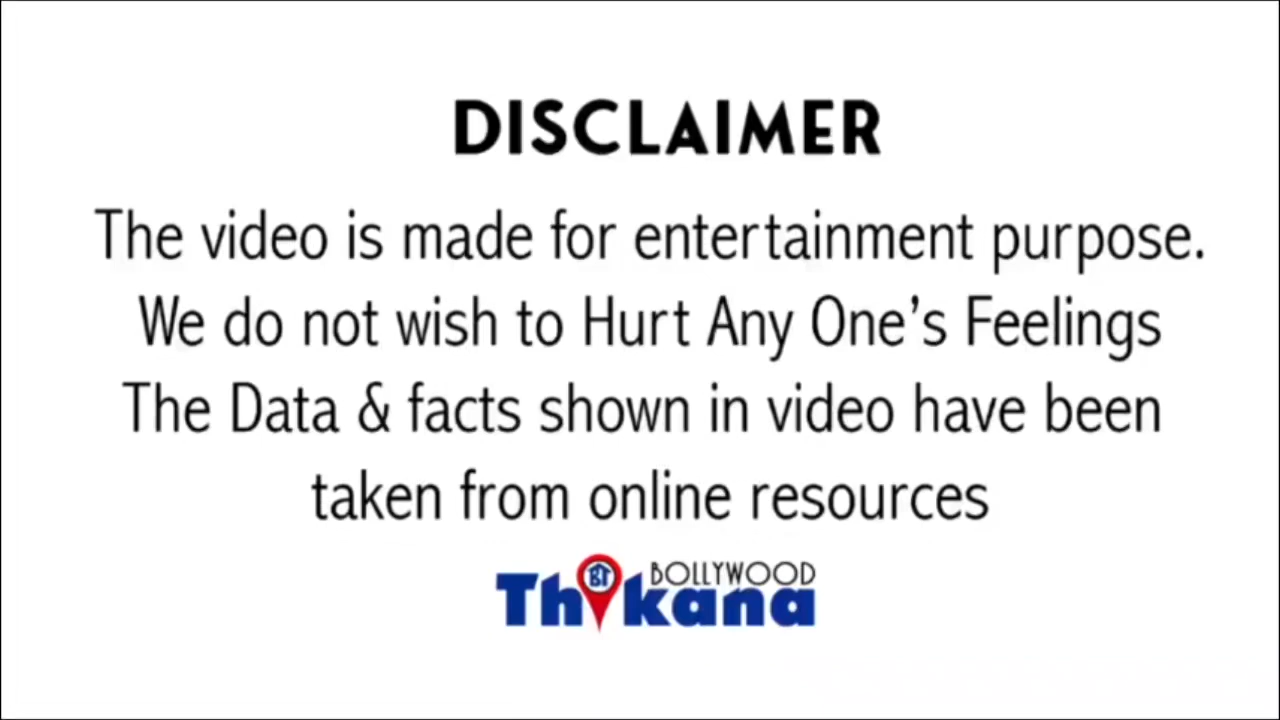 DISCLAIMER
The video is made for entertainment purpose.
We do not wish to Hurt Any One's Feelings
The Data & facts shown in video have been
taken from online resources
BT BOLLYWOOD
Thikana